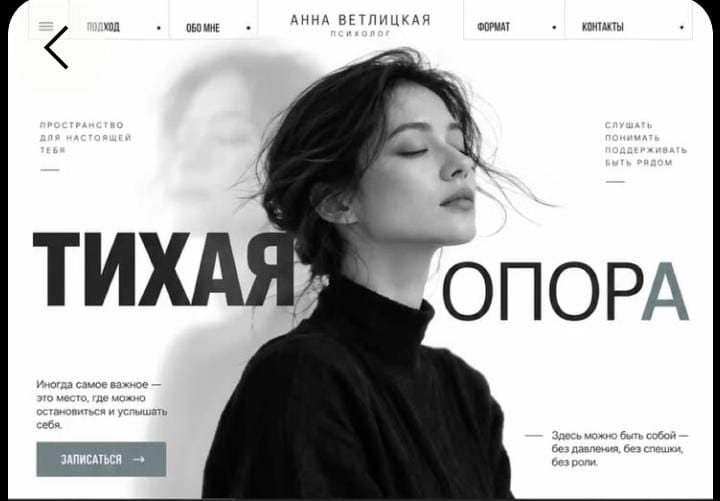 ПОДХОД
ОБО МНЕ
АННА ВЕТЛИЦКАЯ
ПСИХОЛОГ
ФОРМАТ
КОНТАКТЫ
ПРОСТРАНСТВО
ДЛЯ НАСТОЯЩЕЙ
ТЕБЯ
СЛУШАТЬ
ПОНИМАТЬ
ПОДДЕРЖИВАТЬ
БЫТЬ РЯДОМ
ТИХАЯ
ОПОРА
Иногда самое важное —
это место, где можно
остановиться и услышать
себя.
ЗАПИСАТЬСЯ →
— Здесь можно быть собой —
без давления, без спешки,
без роли.